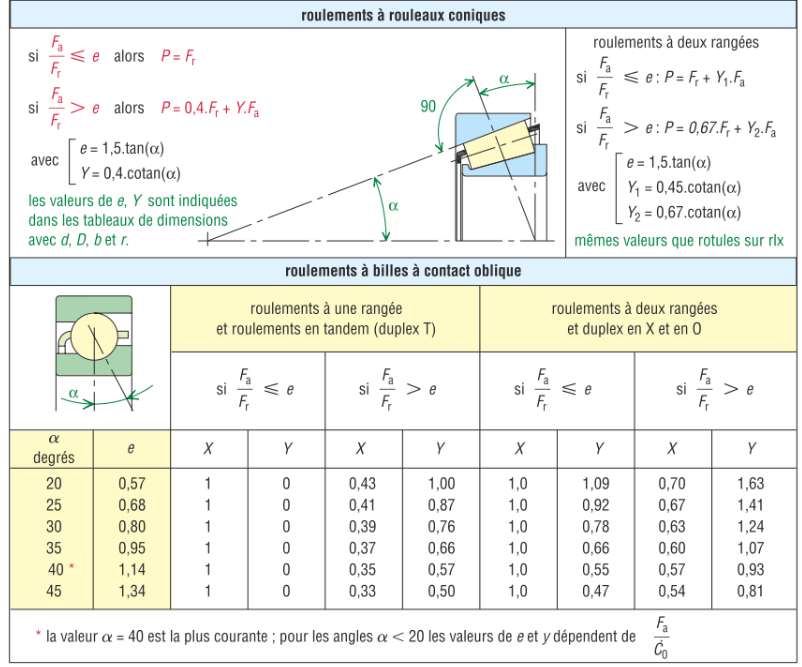 roulements à rouleaux coniques
si Fa/Fr ⩽ e alors P = Fr
si Fa/Fr > e alors P = 0,4.Fr + Y.Fa
avec [ e = 1,5.tan(α)
Y = 0,4.cotan(α)
les valeurs de e, Y sont indiquées
dans les tableaux de dimensions
avec d, D, b et r.
90
α
α
roulements à deux rangées
si Fa/Fr ⩽ e : P = Fr + Y1.Fa
si Fa/Fr > e : P = 0,67.Fr + Y2.Fa
avec [ e = 1,5.tan(α)
Y1 = 0,45.cotan(α)
Y2 = 0,67.cotan(α)
mêmes valeurs que rotules sur rlx
roulements à billes à contact oblique
α
roulements à une rangée
et roulements en tandem (duplex T)
roulements à deux rangées
et duplex en X et en O
si Fa/Fr ⩽ e si Fa/Fr > e si Fa/Fr ⩽ e si Fa/Fr > e
α degrés e X Y X Y X Y X Y
20 0,57 1 0 0,43 1,00 1,0 1,09 0,70 1,63
25 0,68 1 0 0,41 0,87 1,0 0,92 0,67 1,41
30 0,80 1 0 0,39 0,76 1,0 0,78 0,63 1,24
35 0,95 1 0 0,37 0,66 1,0 0,66 0,60 1,07
40 * 1,14 1 0 0,35 0,57 1,0 0,55 0,57 0,93
45 1,34 1 0 0,33 0,50 1,0 0,47 0,54 0,81
* la valeur α = 40 est la plus courante ; pour les angles α < 20 les valeurs de e et y dépendent de Fa/C0